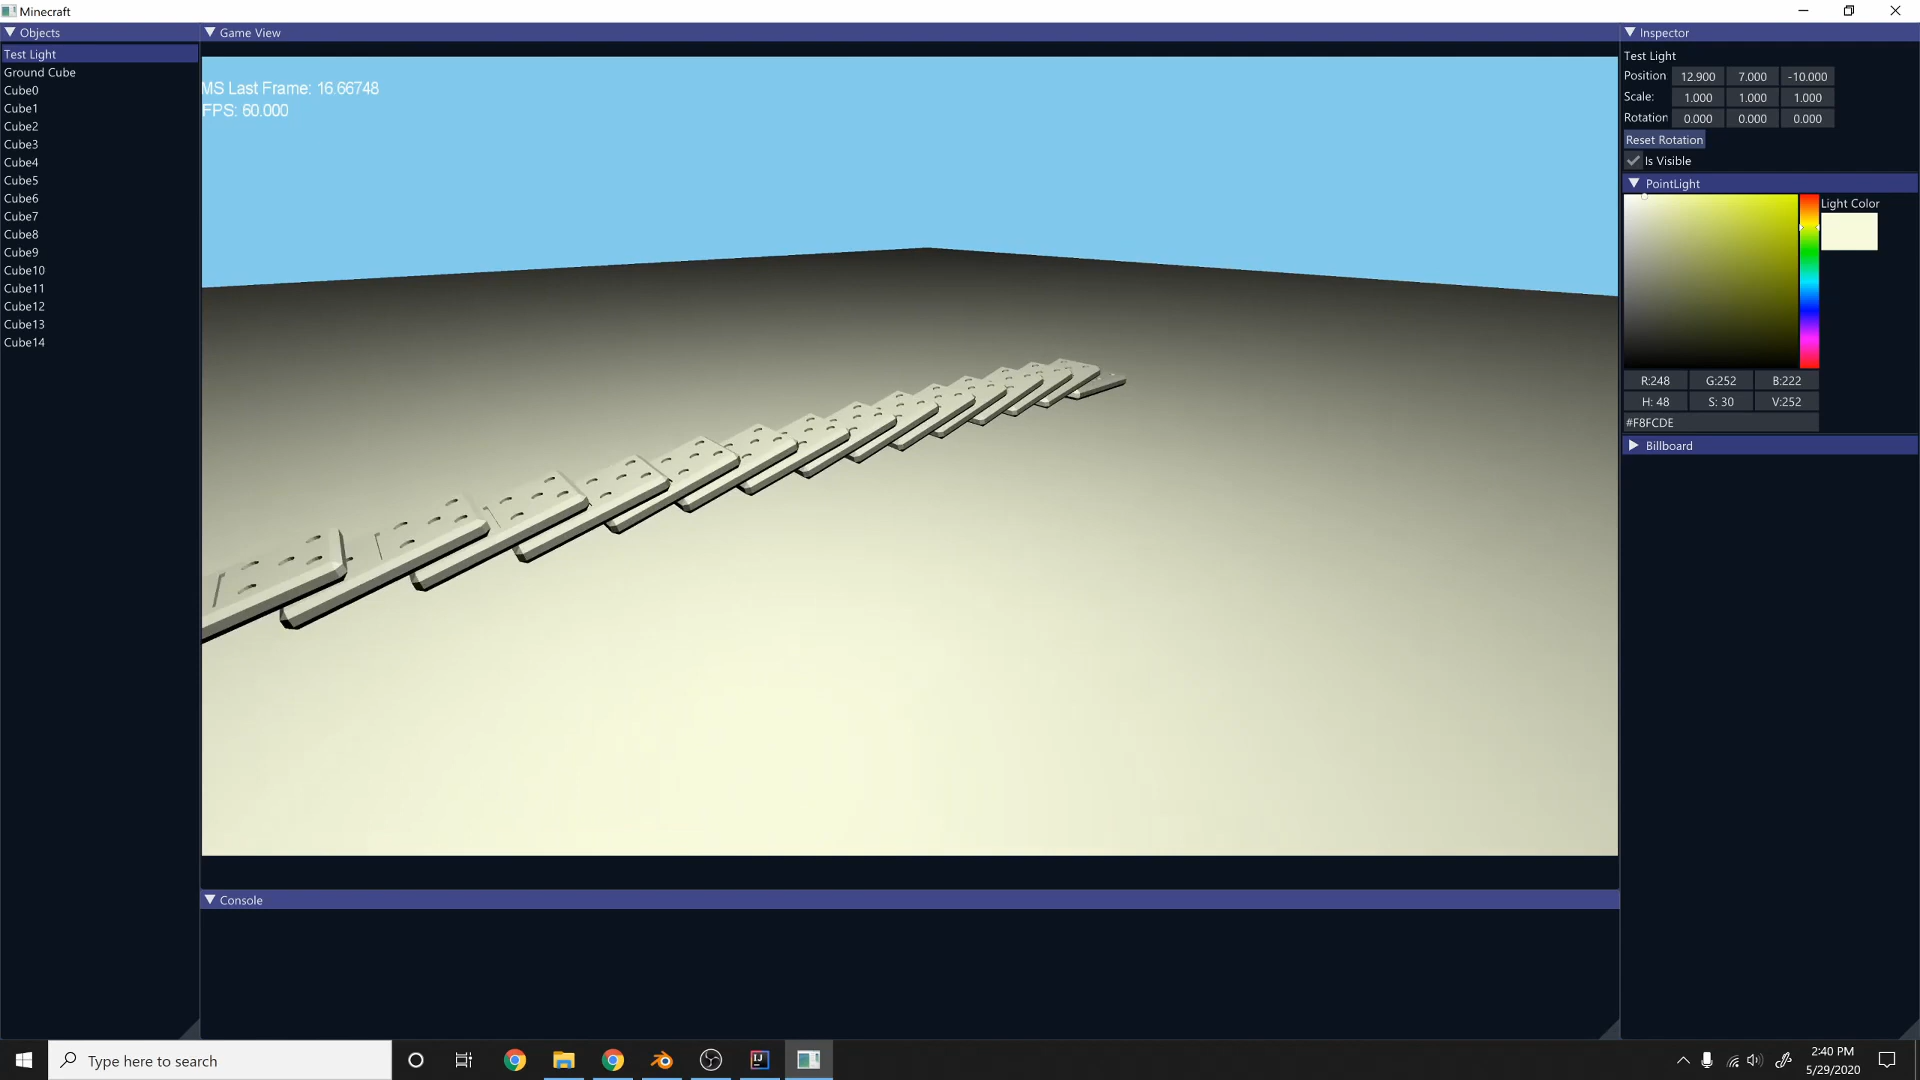 Minecraft
Objects
Test Light
Ground Cube
Cube0
Cube1
Cube2
Cube3
Cube4
Cube5
Cube6
Cube7
Cube8
Cube9
Cube10
Cube11
Cube12
Cube13
Cube14
Game View
MS Last Frame: 16.66748
FPS: 60.000
Console
Inspector
Test Light
Position 12.900 7.000 -10.000
Scale: 1.000 1.000 1.000
Rotation 0.000 0.000 0.000
Reset Rotation
Is Visible
PointLight
Light Color
R:248 G:252 B:222
H: 48 S: 30 V:252
#F8FCDE
Billboard
Type here to search
2:40 PM
5/29/2020